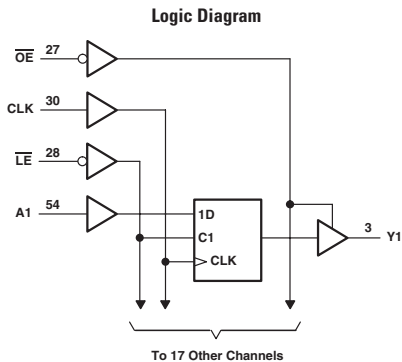 Logic Diagram
OE 27
CLK 30
LE 28
A1 54
1D
C1
CLK
3 Y1
To 17 Other Channels